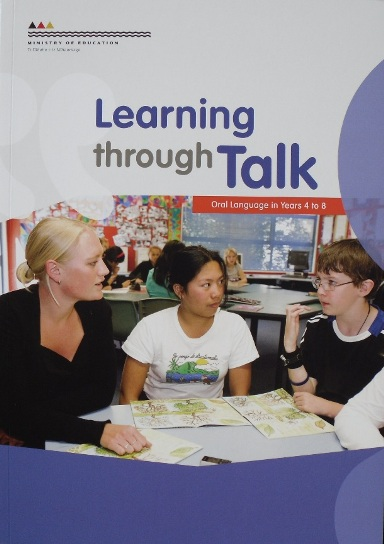 MINISTRY OF EDUCATION
Learning
through Talk
Oral Language in Years 4 to 8